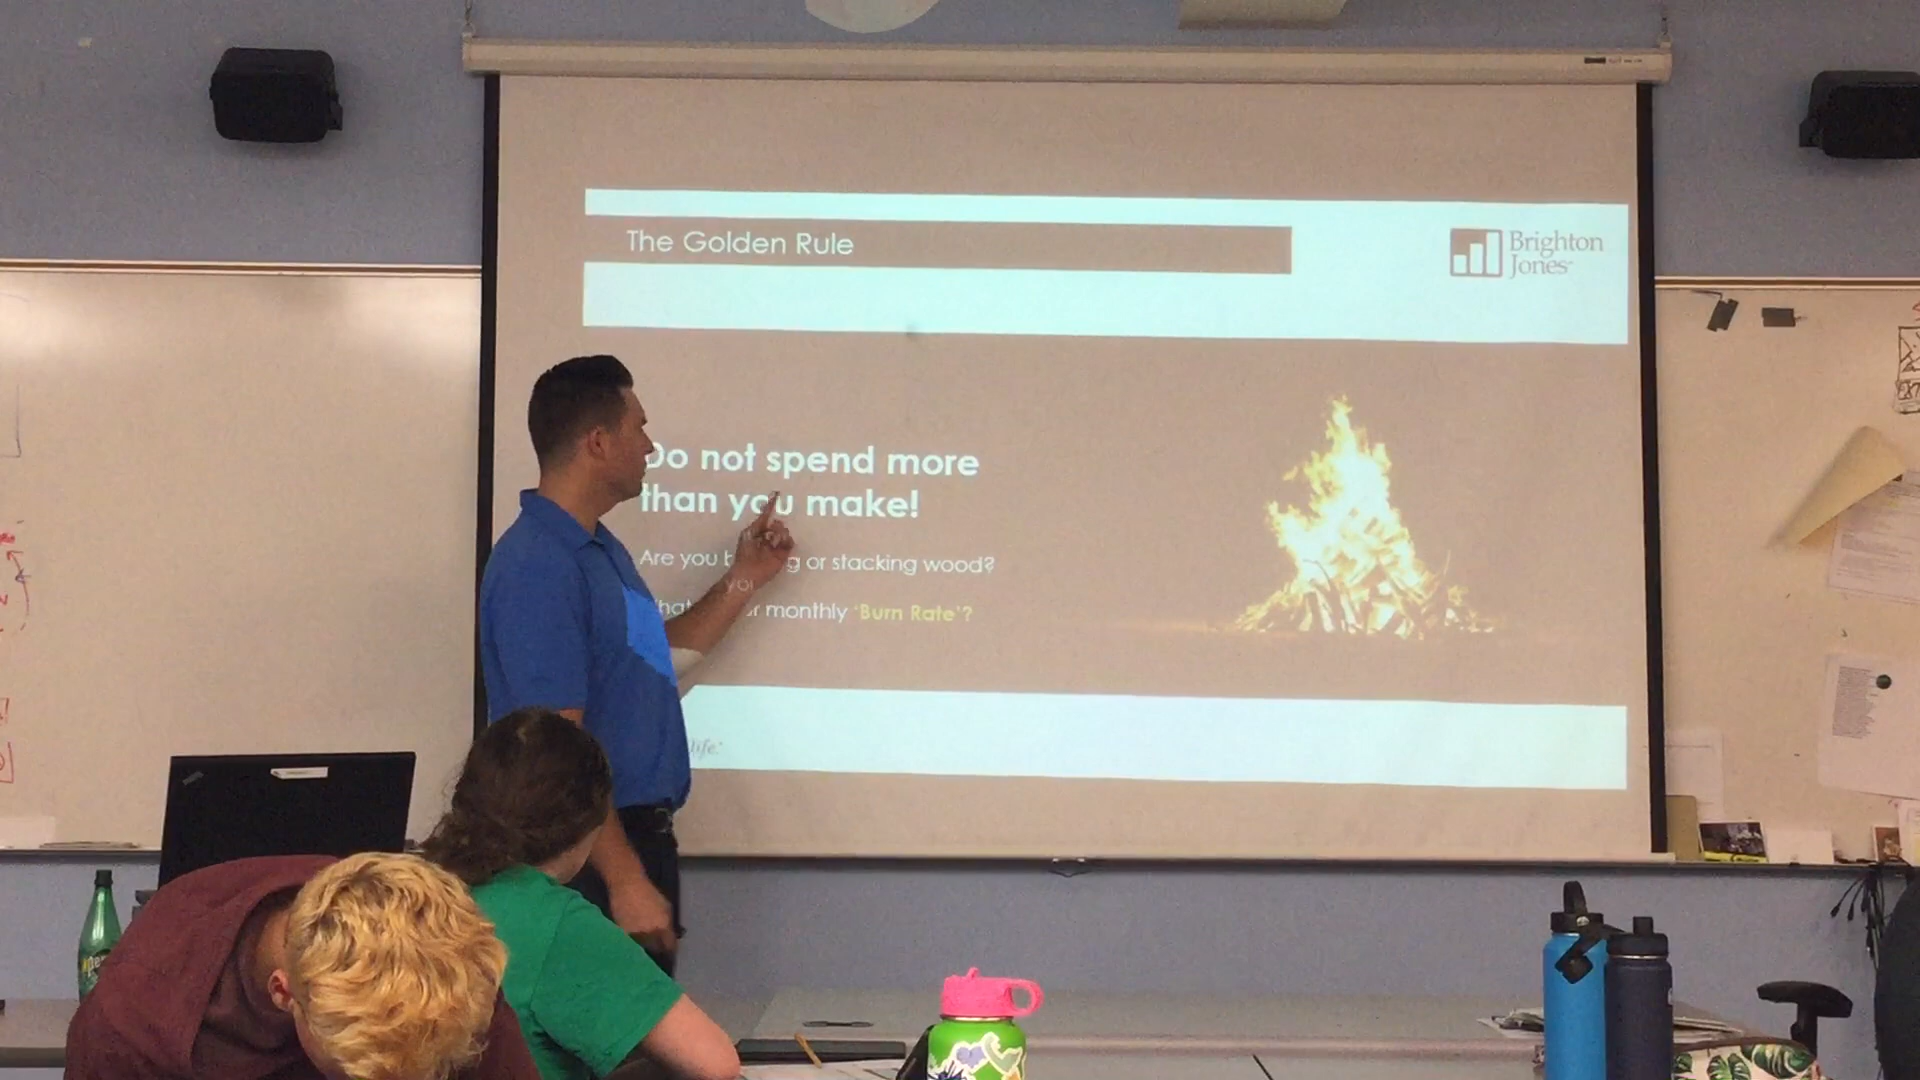 The Golden Rule
Brighton
Jones
Do not spend more
than you make!
Are you or stacking wood?
monthly 'Burn Rate'?
life.